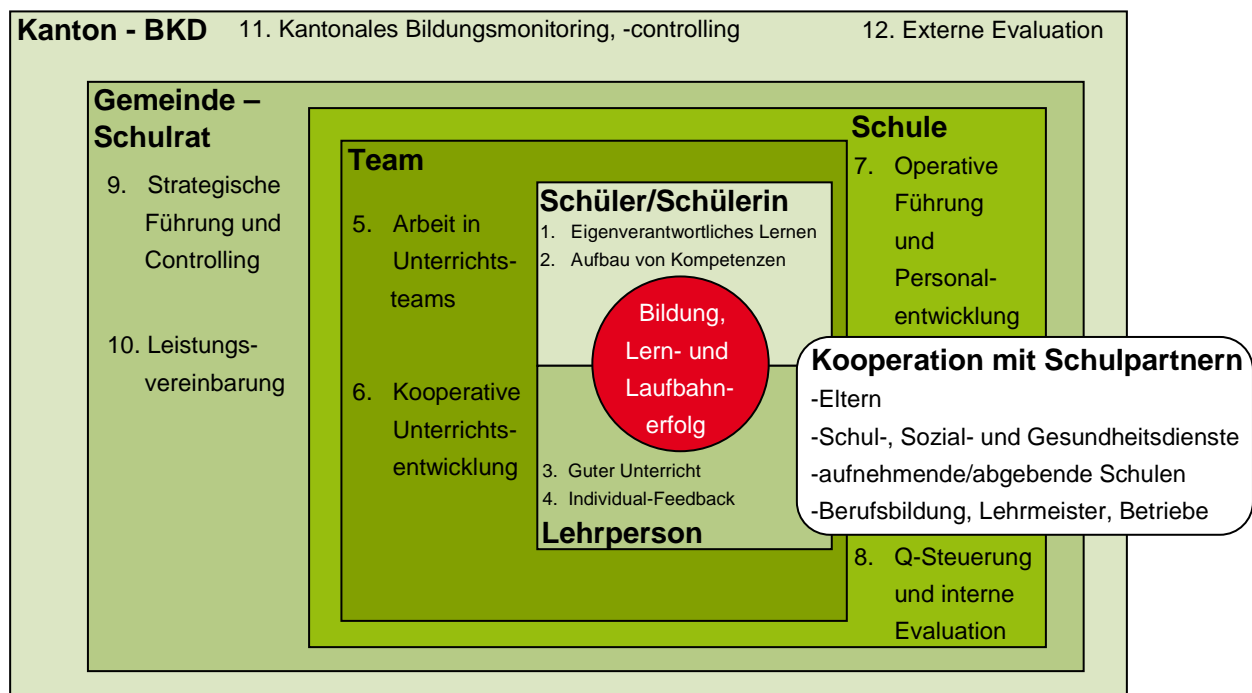 Kanton - BKD
11. Kantonales Bildungsmonitoring, -controlling
12. Externe Evaluation
Gemeinde –
Schulrat
9. Strategische
Führung und
Controlling
10. Leistungs-
vereinbarung
Team
5. Arbeit in
Unterrichts-
teams
6. Kooperative
Unterrichts-
entwicklung
Schüler/Schülerin
1. Eigenverantwortliches Lernen
2. Aufbau von Kompetenzen
Bildung,
Lern- und
Laufbahn-
erfolg
3. Guter Unterricht
4. Individual-Feedback
Lehrperson
Schule
7. Operative
Führung
und
Personal-
entwicklung
Kooperation mit Schulpartnern
-Eltern
-Schul-, Sozial- und Gesundheitsdienste
-aufnehmende/abgebende Schulen
-Berufsbildung, Lehrmeister, Betriebe
8. Q-Steuerung
und interne
Evaluation